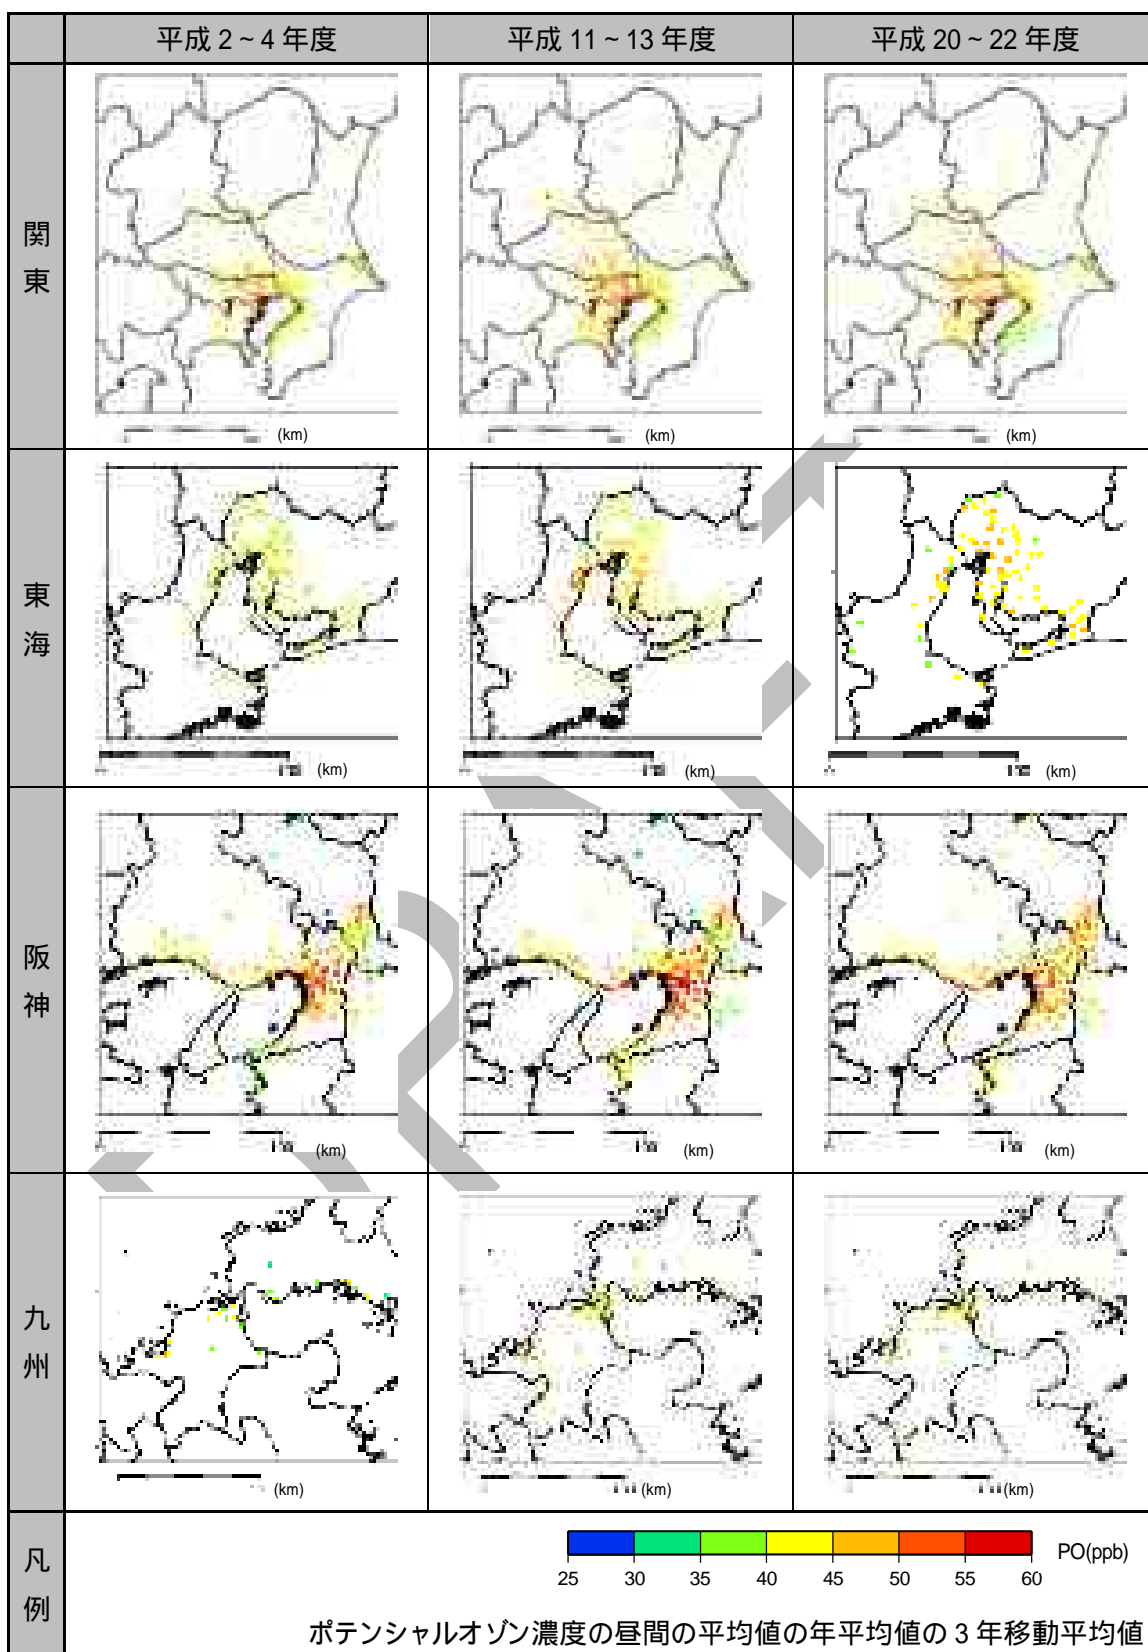 平成 2 ~ 4 年度
平成 11 ~ 13 年度
平成 20 ~ 22 年度
関東
(km)
(km)
(km)
東海
(km)
100 (km)
100 (km)
阪神
100 (km)
100 (km)
(km)
九州
(km)
(km)
(km)
凡例
PO(ppb)
25 30 35 40 45 50 55 60
ポテンシャルオゾン濃度の昼間の平均値の年平均値の 3 年移動平均値